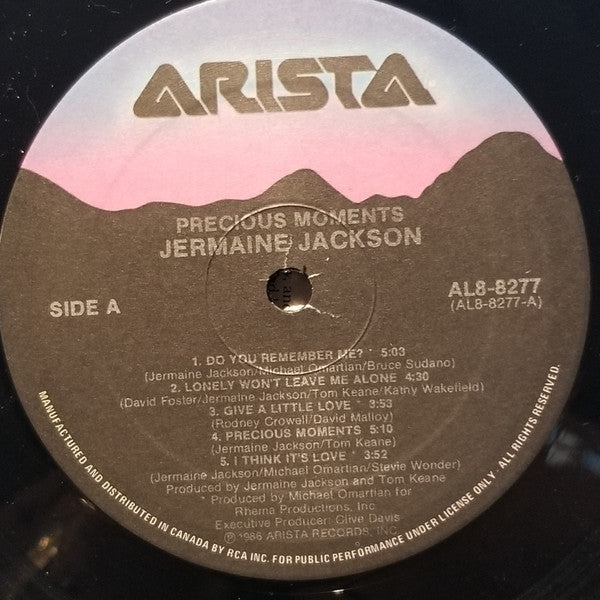 ARISTA
PRECIOUS MOMENTS
JERMAINE JACKSON
SIDE A
AL8-8277
(AL8-8277-A)
1. DO YOU REMEMBER ME? * 5:03
(Jermaine Jackson/Michael Omartian/Bruce Sudano)
2. LONELY WON'T LEAVE ME ALONE 4:30
(David Foster/Jermaine Jackson/Tom Keane/Kathy Wakefield)
3. GIVE A LITTLE LOVE * 3:53
(Rodney Crowell/David Malloy)
4. PRECIOUS MOMENTS 5:10
(Jermaine Jackson/Tom Keane)
5. I THINK IT'S LOVE * 3:52
(Jermaine Jackson/Michael Omartian/Stevie Wonder)
Produced by Jermaine Jackson and Tom Keane
*Produced by Michael Omartian for
Rhema Productions, Inc
Executive Producer: Clive Davis
℗ 1986 ARISTA RECORDS, INC.
MANUFACTURED AND DISTRIBUTED IN CANADA BY RCA INC. FOR PUBLIC PERFORMANCE UNDER LICENSE ONLY. ALL RIGHTS RESERVED.